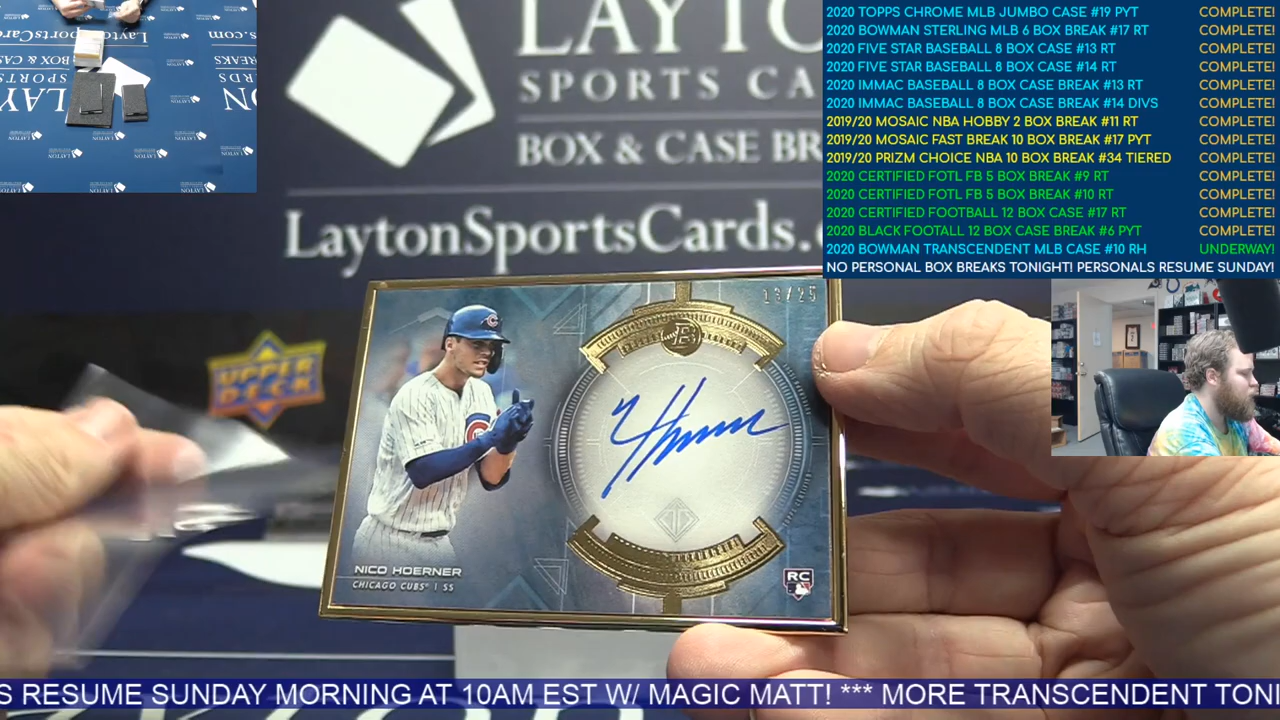 LAYTO
SPORTS CA
BOX & CASE BR
LaytonSportsCards.
UPPER
DECK
13/25
B
NICO HOERNER
CHICAGO CUBS® | SS
RC
2020 TOPPS CHROME MLB JUMBO CASE #19 PYT COMPLETE!
2020 BOWMAN STERLING MLB 6 BOX BREAK #17 RT COMPLETE!
2020 FIVE STAR BASEBALL 8 BOX CASE #13 RT COMPLETE!
2020 FIVE STAR BASEBALL 8 BOX CASE #14 RT COMPLETE!
2020 IMMAC BASEBALL 8 BOX CASE BREAK #13 RT COMPLETE!
2020 IMMAC BASEBALL 8 BOX CASE BREAK #14 DIVS COMPLETE!
2019/20 MOSAIC NBA HOBBY 2 BOX BREAK #11 RT COMPLETE!
2019/20 MOSAIC FAST BREAK 10 BOX BREAK #17 PYT COMPLETE!
2019/20 PRIZM CHOICE NBA 10 BOX BREAK #34 TIERED COMPLETE!
2020 CERTIFIED FOTL FB 5 BOX BREAK #9 RT COMPLETE!
2020 CERTIFIED FOTL FB 5 BOX BREAK #10 RT COMPLETE!
2020 CERTIFIED FOOTBALL 12 BOX CASE #17 RT COMPLETE!
2020 BLACK FOOTALL 12 BOX CASE BREAK #6 PYT COMPLETE!
2020 BOWMAN TRANSCENDENT MLB CASE #10 RH UNDERWAY!
NO PERSONAL BOX BREAKS TONIGHT! PERSONALS RESUME SUNDAY!
S RESUME SUNDAY MORNING AT 10AM EST W/ MAGIC MATT! *** MORE TRANSCENDENT TONI